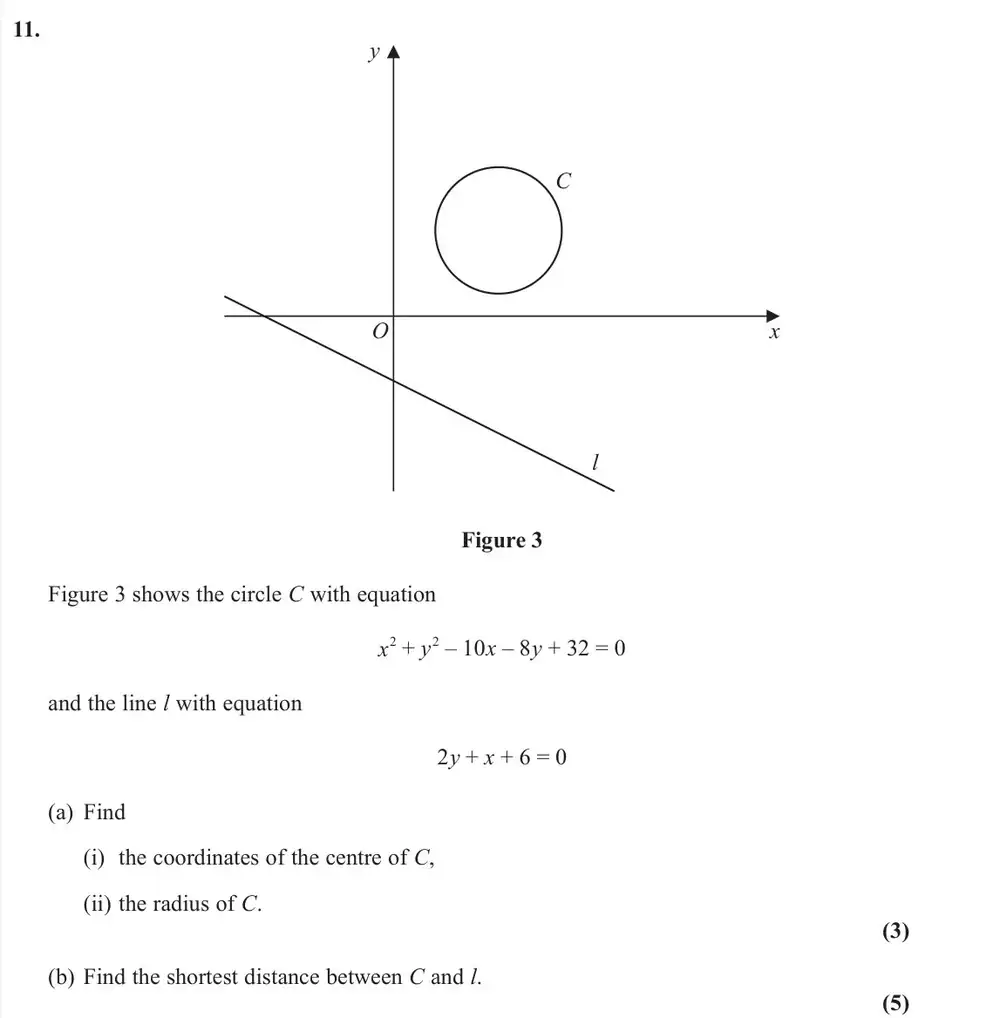 11.
y
C
O
x
l
Figure 3
Figure 3 shows the circle C with equation
x² + y² – 10x – 8y + 32 = 0
and the line l with equation
2y + x + 6 = 0
(a) Find
(i) the coordinates of the centre of C,
(ii) the radius of C.
(3)
(b) Find the shortest distance between C and l.
(5)